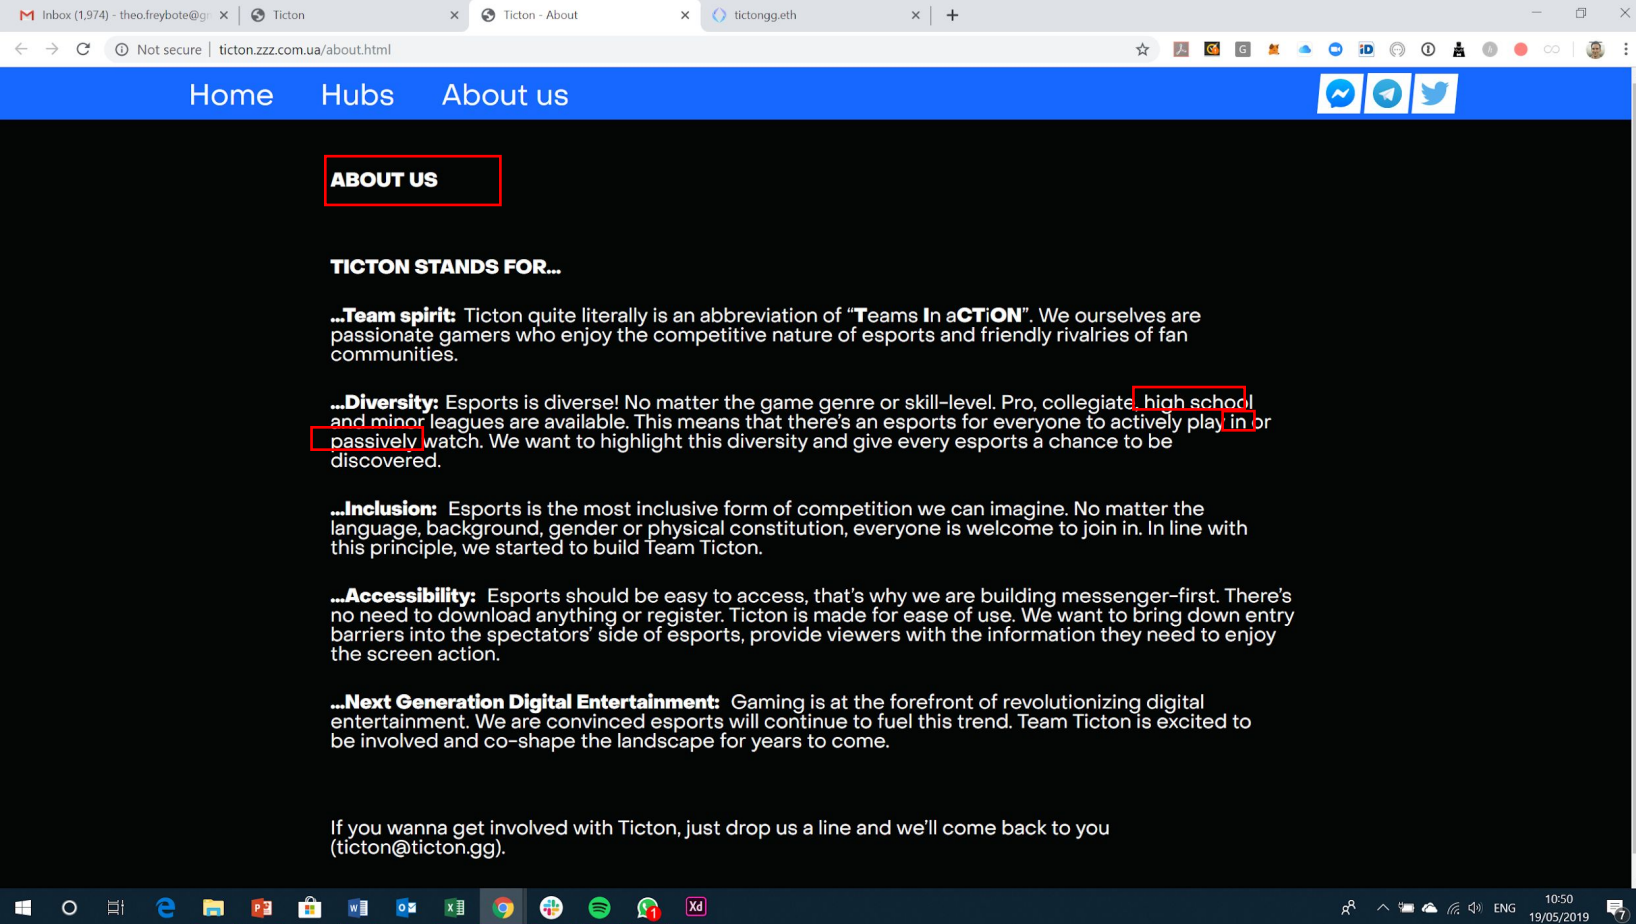 Inbox (1,974) - theo.freybote@gr
Ticton
Ticton - About
tictongg.eth
Not secure | ticton.zzz.com.ua/about.html
Home Hubs About us
ABOUT US
TICTON STANDS FOR...
...Team spirit: Ticton quite literally is an abbreviation of “Teams In aCTiON”. We ourselves are
passionate gamers who enjoy the competitive nature of esports and friendly rivalries of fan
communities.
...Diversity: Esports is diverse! No matter the game genre or skill-level. Pro, collegiate, high school
and minor leagues are available. This means that there’s an esports for everyone to actively play in or
passively watch. We want to highlight this diversity and give every esports a chance to be
discovered.
...Inclusion: Esports is the most inclusive form of competition we can imagine. No matter the
language, background, gender or physical constitution, everyone is welcome to join in. In line with
this principle, we started to build Team Ticton.
...Accessibility: Esports should be easy to access, that’s why we are building messenger-first. There’s
no need to download anything or register. Ticton is made for ease of use. We want to bring down entry
barriers into the spectators’ side of esports, provide viewers with the information they need to enjoy
the screen action.
...Next Generation Digital Entertainment: Gaming is at the forefront of revolutionizing digital
entertainment. We are convinced esports will continue to fuel this trend. Team Ticton is excited to
be involved and co-shape the landscape for years to come.
If you wanna get involved with Ticton, just drop us a line and we’ll come back to you
(ticton@ticton.gg).
1
Xd
ENG
10:50
19/05/2019
7